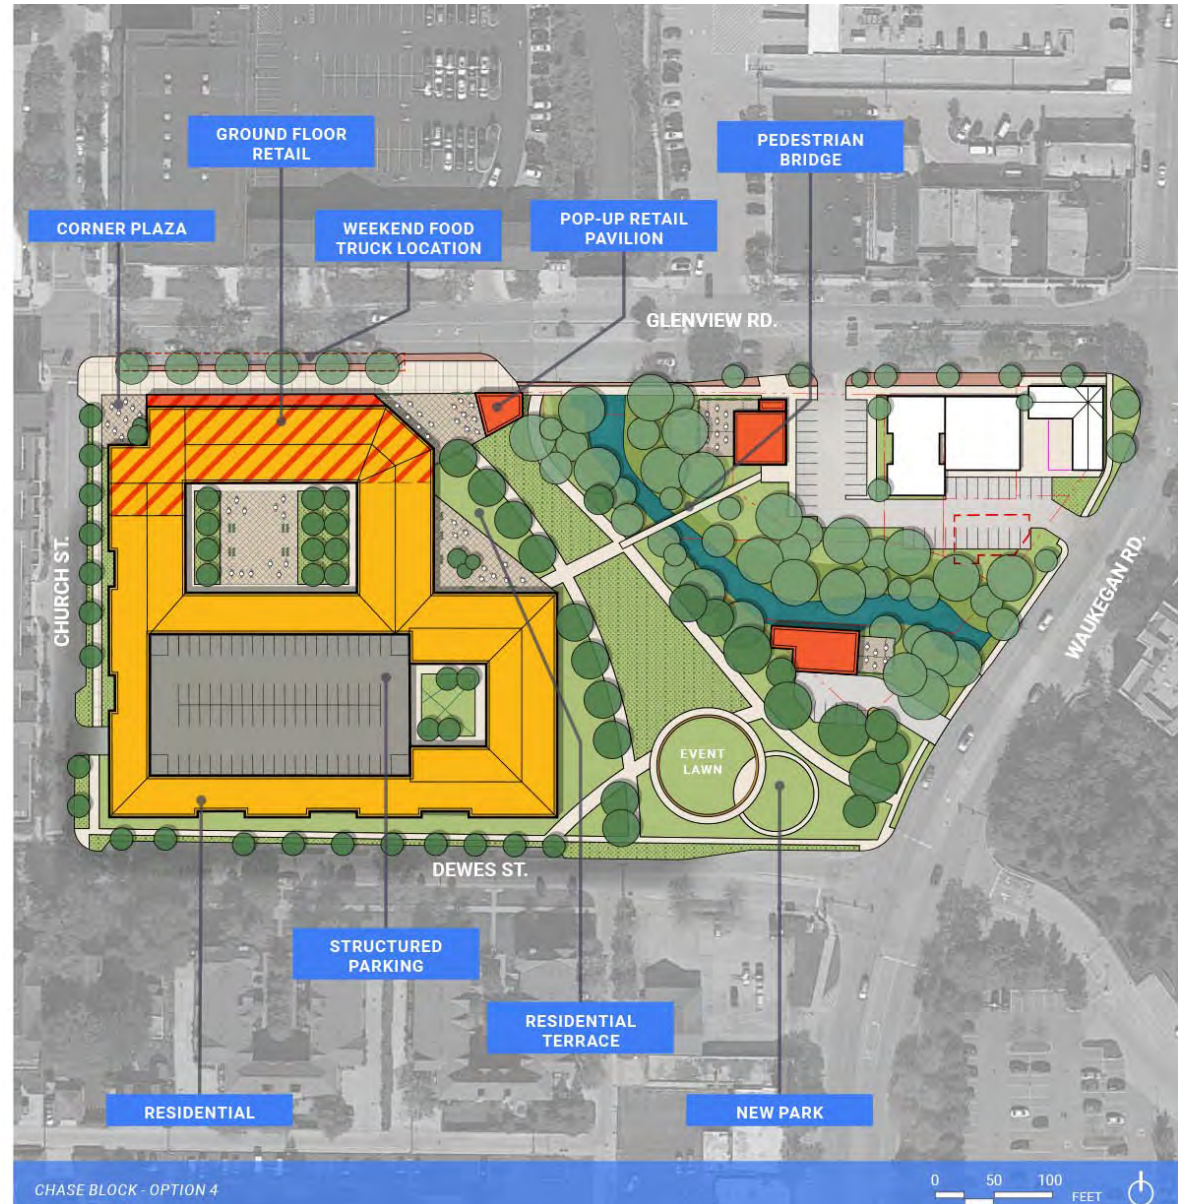 GROUND FLOOR
RETAIL
PEDESTRIAN
BRIDGE
CORNER PLAZA
WEEKEND FOOD
TRUCK LOCATION
POP-UP RETAIL
PAVILION
GLENVIEW RD.
CHURCH ST.
WAUKEGAN RD.
EVENT
LAWN
DEWES ST.
STRUCTURED
PARKING
RESIDENTIAL
TERRACE
RESIDENTIAL
NEW PARK
CHASE BLOCK - OPTION 4
0 50 100
FEET